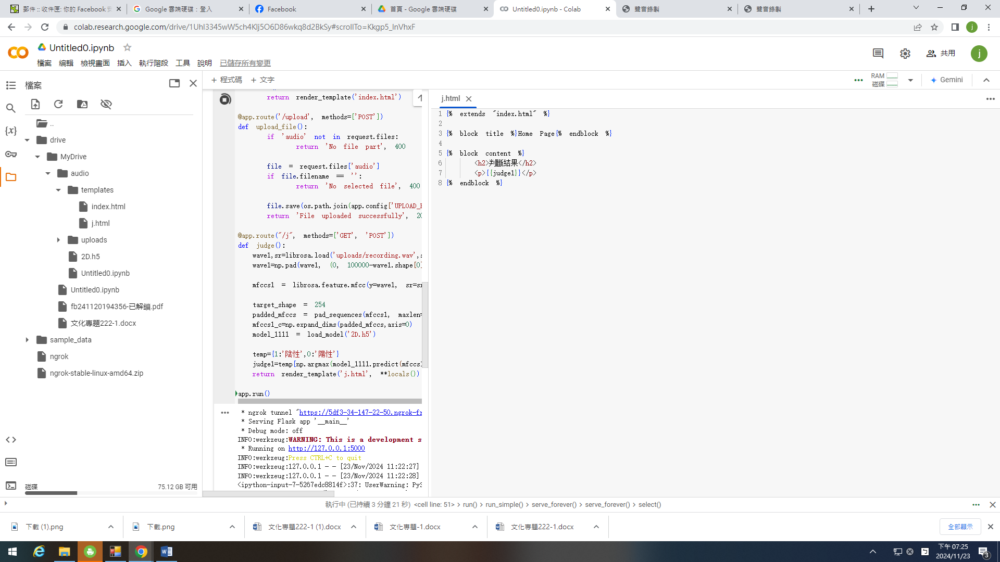 郵件 :: 收件匣: 你的 Facebook
Google 雲端硬碟：登入
Facebook
首頁 - Google 雲端硬碟
Untitled0.ipynb - Colab
聲音錄製
聲音錄製
colab.research.google.com/drive/1UhI3345wW5ch4KIj5O6D86wkq8d2BkSy#scrollTo=Kkgp5_InVhxF
j
Untitled0.ipynb
檔案 編輯 檢視畫面 插入 執行階段 工具 說明 已儲存所有變更
共用
j
檔案
+ 程式碼 + 文字
RAM
磁碟
Gemini
..
drive
MyDrive
audio
templates
index.html
j.html
uploads
2D.h5
Untitled0.ipynb
Untitled0.ipynb
fb241120194356-已解鎖.pdf
文化專題222-1.docx
sample_data
ngrok
ngrok-stable-linux-amd64.zip
磁碟 75.12 GB 可用
return render_template('index.html')
@app.route('/upload', methods=['POST'])
def upload_file():
if 'audio' not in request.files:
return 'No file part', 400
file = request.files['audio']
if file.filename == '':
return 'No selected file', 400
file.save(os.path.join(app.config['UPLOAD_
return 'File uploaded successfully', 20
@app.route("/j", methods=['GET', 'POST'])
def judge():
wave1,sr=librosa.load('uploads/recording.wav',s
wave1=np.pad(wave1, (0, 100000-wave1.shape[0]
mfccs1 = librosa.feature.mfcc(y=wave1, sr=sr
target_shape = 254
padded_mfccs = pad_sequences(mfccs1, maxlen=
mfccs1_c=np.expand_dims(padded_mfccs,axis=0)
model_1111 = load_model('2D.h5')
temp={1:'陰性',0:'陽性'}
judge1=temp[np.argmax(model_1111.predict(mfccs1
return render_template('j.html', **locals())
app.run()
* ngrok tunnel "https://5df3-34-147-22-50.ngrok-fr
* Serving Flask app '__main__'
* Debug mode: off
INFO:werkzeug:WARNING: This is a development s
* Running on http://127.0.0.1:5000
INFO:werkzeug:Press CTRL+C to quit
INFO:werkzeug:127.0.0.1 - - [23/Nov/2024 11:22:27]
INFO:werkzeug:127.0.0.1 - - [23/Nov/2024 11:22:28]
<ipython-input-7-5267edc8814f>:37: UserWarning: PyS
j.html
1 {% extends "index.html" %}
2
3 {% block title %}Home Page{% endblock %}
4
5 {% block content %}
6 <h2>判斷結果</h2>
7 <p>{{judge1}}</p>
8 {% endblock %}
執行中 (已持續 3 分鐘 21 秒) <cell line: 51> > run() > run_simple() > serve_forever() > serve_forever() > select()
下載 (1).png
下載.png
文化專題222-1 (1).docx
文化專題-1.docx
文化專題222-1.docx
全部顯示
下午 07:25
2024/11/23
3